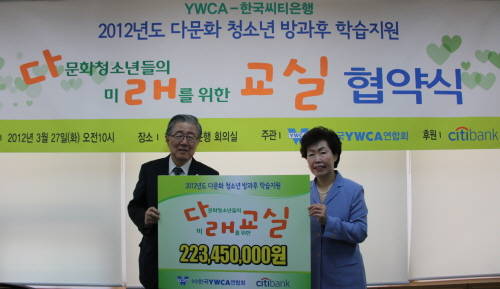 YWCA-한국씨티은행
2012년도 다문화 청소년 방과후 학습지원
다문화청소년들의
미래를 위한 교실 협약식
2012년 3월 27일(화) 오전10시 장소 : 은행 회의실 주관 : 한국YWCA연합회 후원 : citibank
2012년도 다문화 청소년 방과후 학습지원
다문화청소년들의
미래를 위한 교실
223,450,000원
한국YWCA연합회 citibank